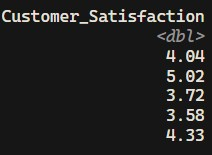 Customer_Satisfaction
<dbl>
4.04
5.02
3.72
3.58
4.33